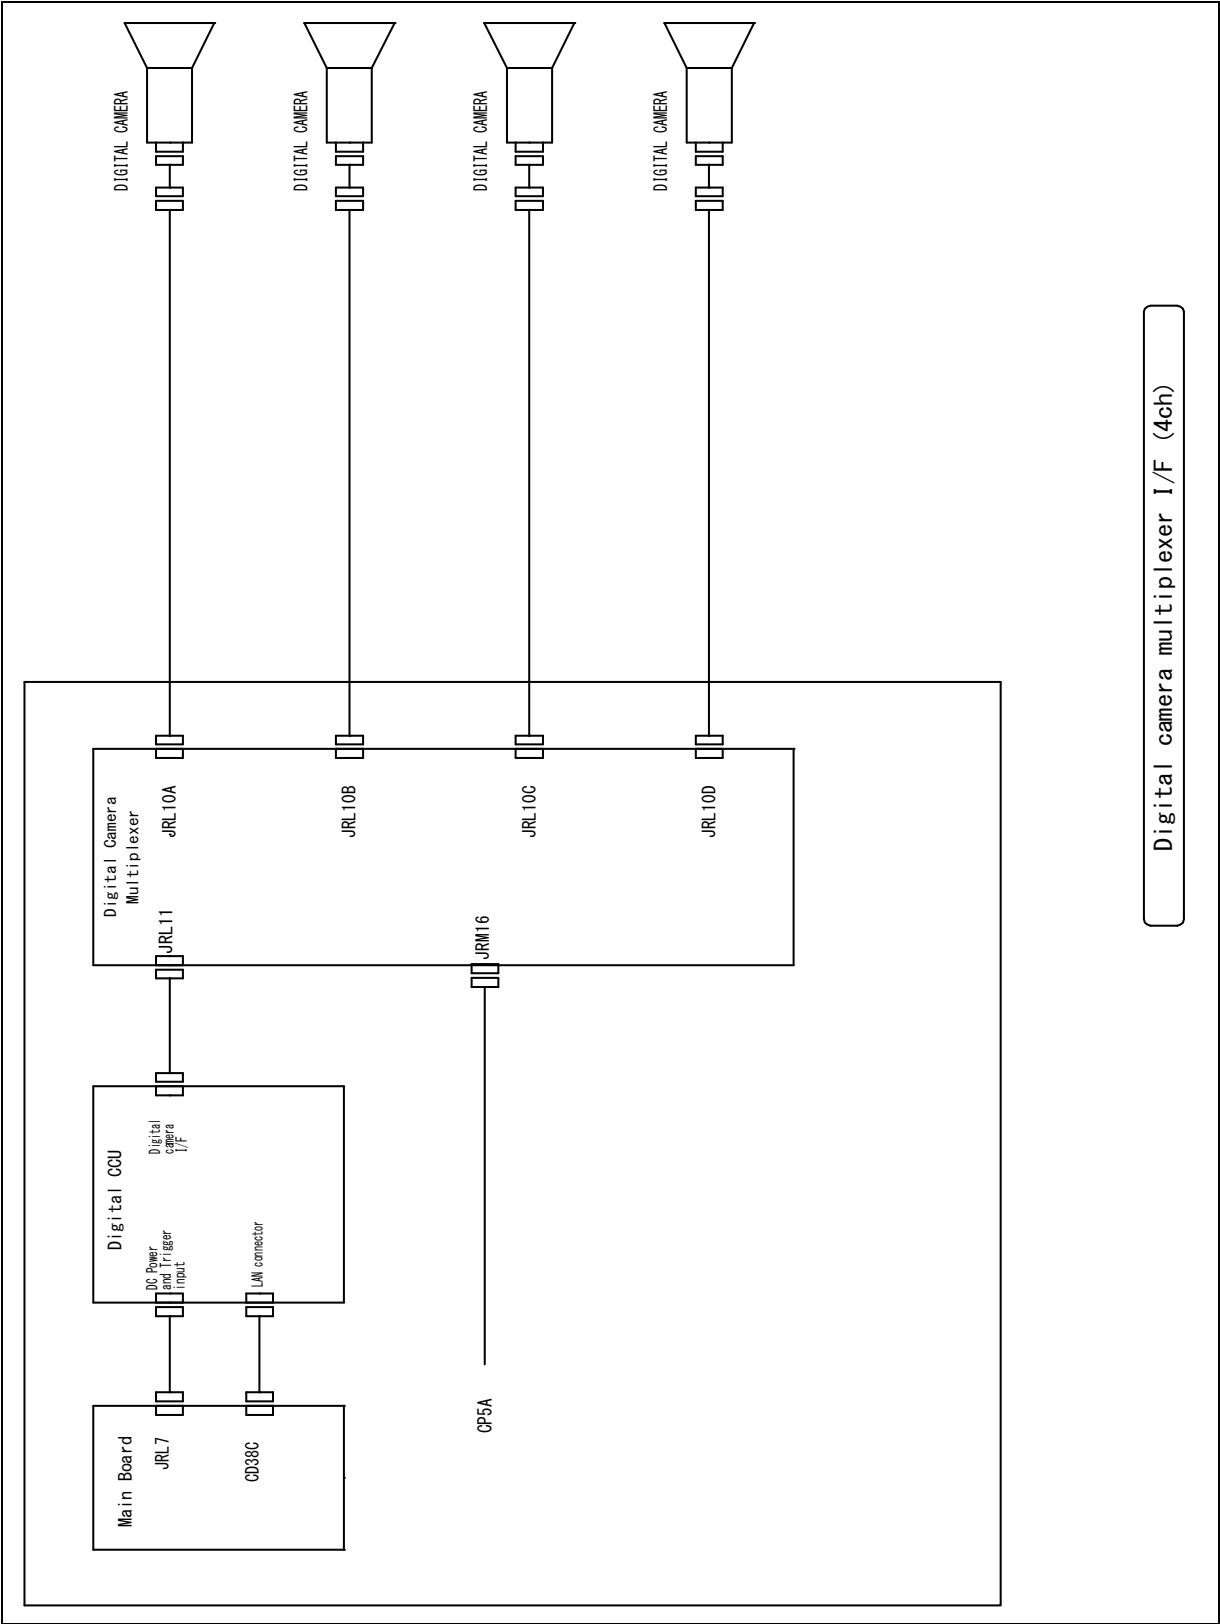 Main Board
JRL7
CD38C
Digital CCU
DC Power
and Trigger
input
LAN connector
Digital
camera
I/F
CP5A
Digital Camera
Multiplexer
JRL11
JRM16
JRL10A
JRL10B
JRL10C
JRL10D
DIGITAL CAMERA
DIGITAL CAMERA
DIGITAL CAMERA
DIGITAL CAMERA
Digital camera multiplexer I/F (4ch)